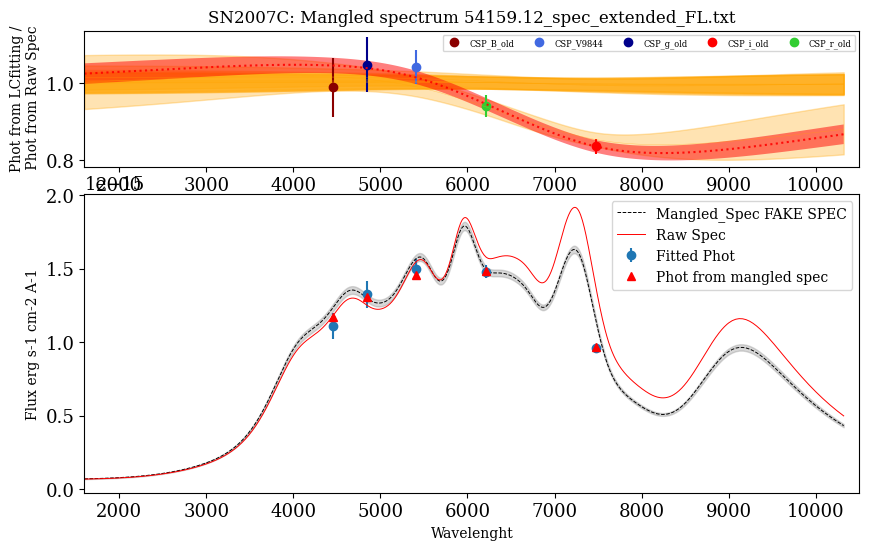 SN2007C: Mangled spectrum 54159.12_spec_extended_FL.txt
Phot from LCfitting /
Phot from Raw Spec
CSP_B_old CSP_V9844 CSP_g_old CSP_i_old CSP_r_old
1.0
0.8
2000 3000 4000 5000 6000 7000 8000 9000 10000
1e-15
Flux erg s-1 cm-2 A-1
2.0
1.5
1.0
0.5
0.0
Mangled_Spec FAKE SPEC
Raw Spec
Fitted Phot
Phot from mangled spec
2000 3000 4000 5000 6000 7000 8000 9000 10000
Wavelenght